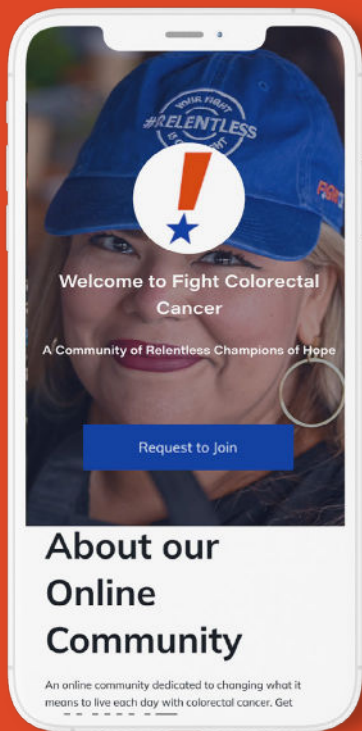 YOUR FIGHT
#RELENTLESS
Welcome to Fight Colorectal
Cancer
A Community of Relentless Champions of Hope
Request to Join
About our
Online
Community
An online community dedicated to changing what it
means to live each day with colorectal cancer. Get